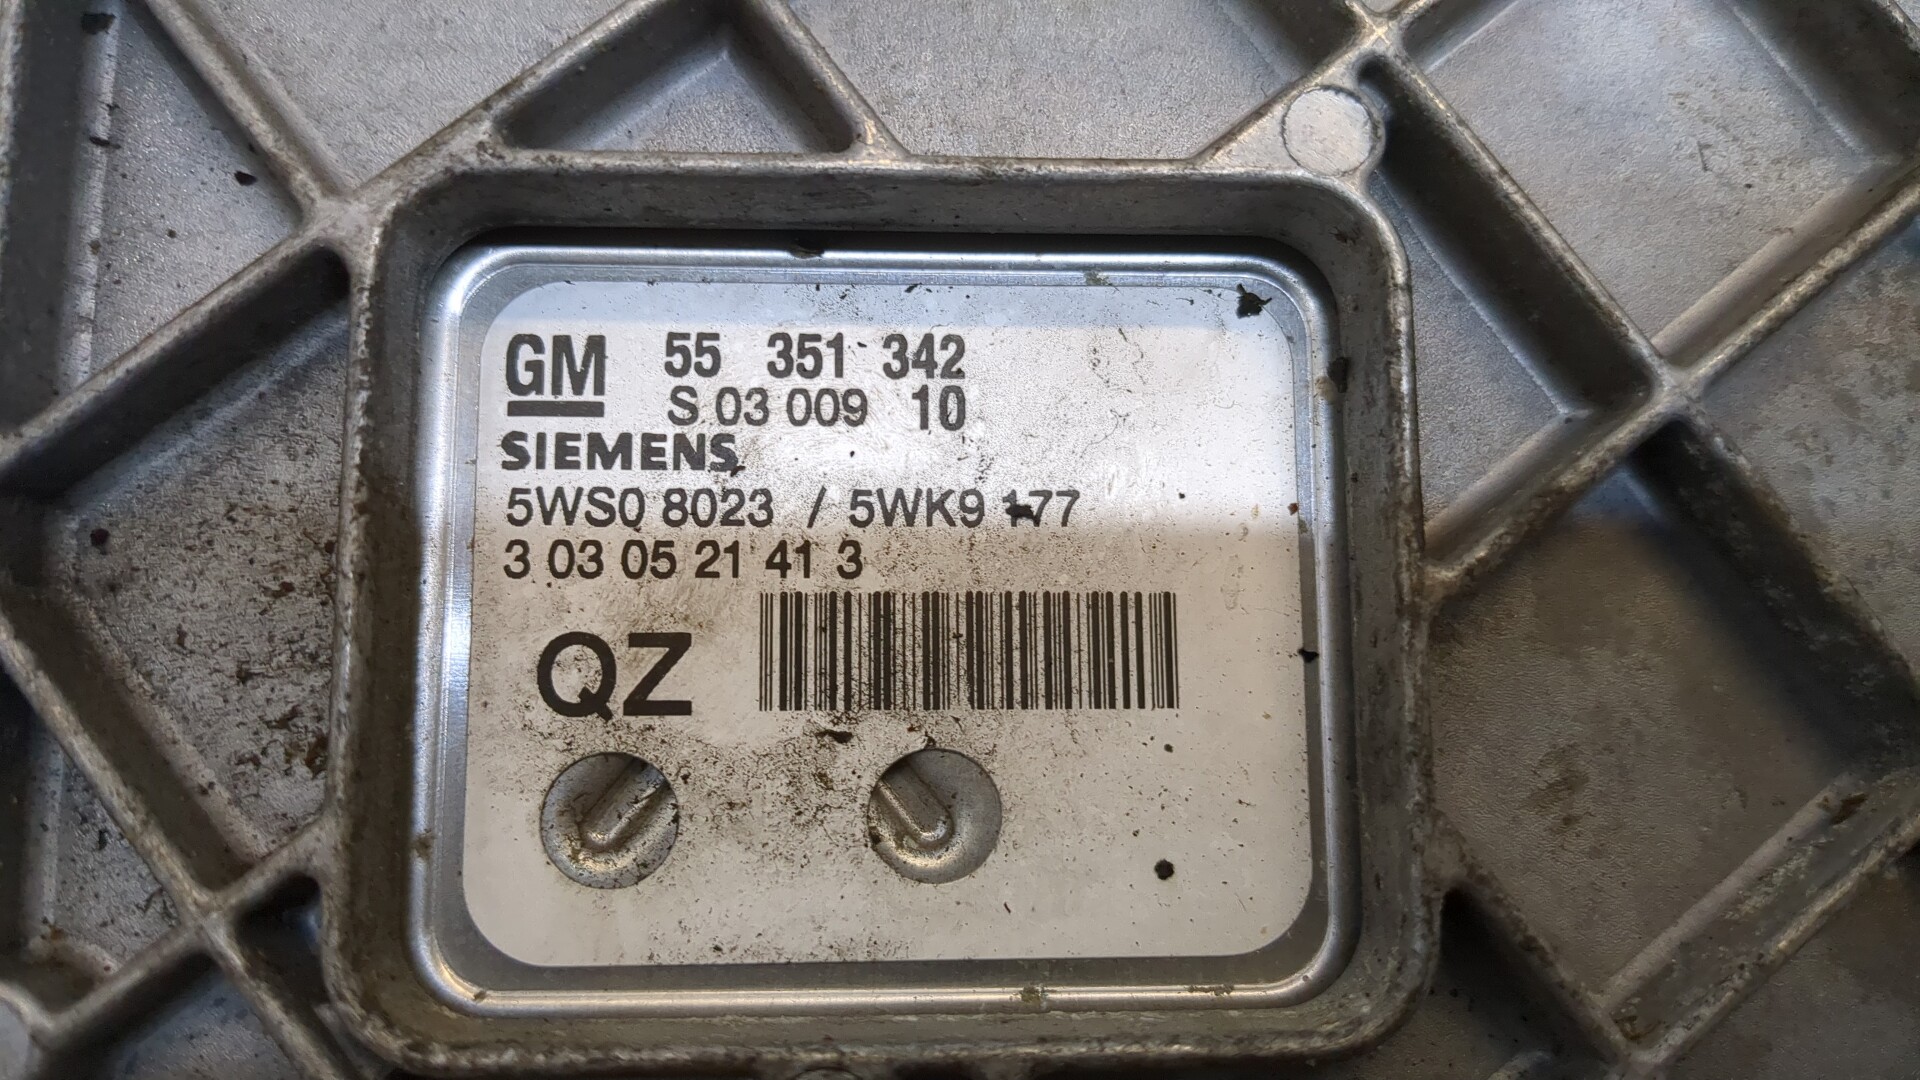 GM 55 351 342
S 03 009 10
SIEMENS
5WS0 8023 / 5WK9 177
3 03 05 21 41 3
QZ